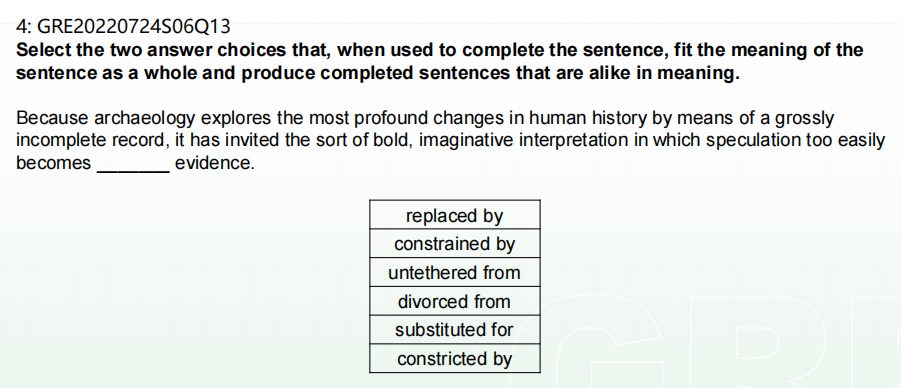 4: GRE20220724S06Q13
Select the two answer choices that, when used to complete the sentence, fit the meaning of the
sentence as a whole and produce completed sentences that are alike in meaning.
Because archaeology explores the most profound changes in human history by means of a grossly
incomplete record, it has invited the sort of bold, imaginative interpretation in which speculation too easily
becomes _______ evidence.
replaced by
constrained by
untethered from
divorced from
substituted for
constricted by